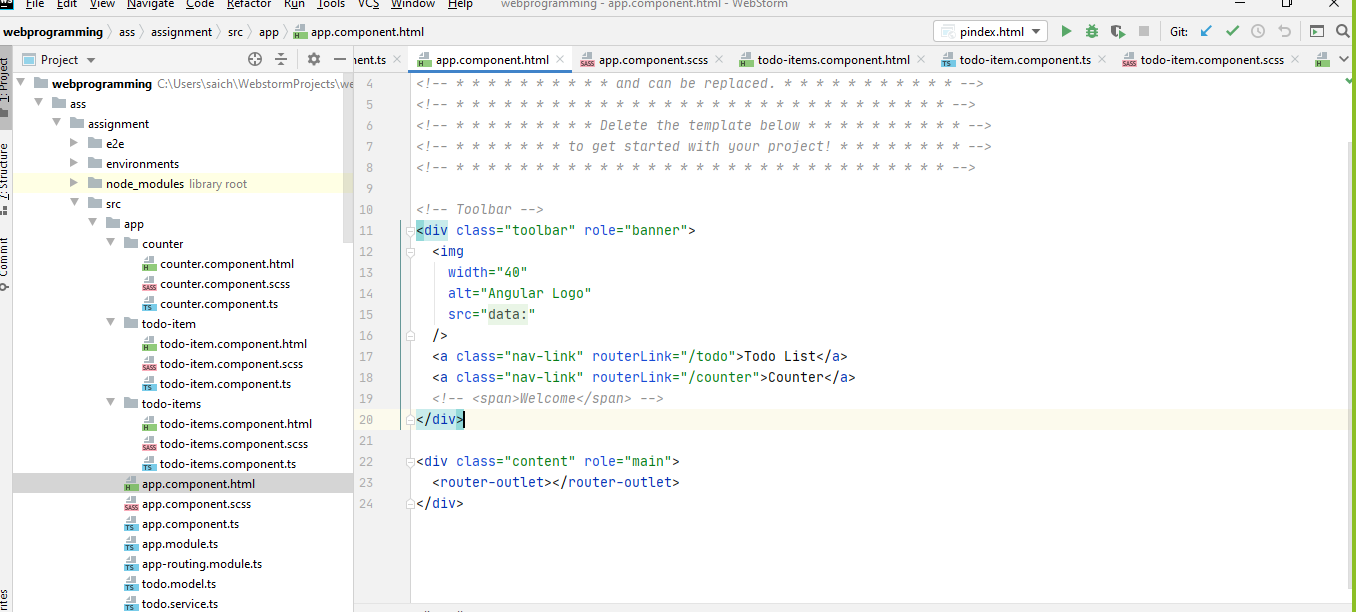 File Edit View Navigate Code Refactor Run Tools VCS Window Help webprogramming - app.component.html - WebStorm
webprogramming ass assignment src app app.component.html pindex.html Git:
Project nent.ts app.component.html app.component.scss todo-items.component.html todo-item.component.ts todo-item.component.scss
1: Project
7: Structure
Commit
webprogramming C:\Users\saich\WebstormProjects\we
ass
assignment
e2e
environments
node_modules library root
src
app
counter
counter.component.html
counter.component.scss
counter.component.ts
todo-item
todo-item.component.html
todo-item.component.scss
todo-item.component.ts
todo-items
todo-items.component.html
todo-items.component.scss
todo-items.component.ts
app.component.html
app.component.scss
app.component.ts
app.module.ts
app-routing.module.ts
todo.model.ts
todo.service.ts
4 <!-- * * * * * * * * * * and can be replaced. * * * * * * * * * * * -->
5 <!-- * * * * * * * * * * * * * * * * * * * * * * * * * * * * * * * -->
6 <!-- * * * * * * * * * Delete the template below * * * * * * * * * * -->
7 <!-- * * * * * * * to get started with your project! * * * * * * * * -->
8 <!-- * * * * * * * * * * * * * * * * * * * * * * * * * * * * * * * -->
9
10 <!-- Toolbar -->
11 <div class="toolbar" role="banner">
12 <img
13 width="40"
14 alt="Angular Logo"
15 src="data:"
16 />
17 <a class="nav-link" routerLink="/todo">Todo List</a>
18 <a class="nav-link" routerLink="/counter">Counter</a>
19 <!-- <span>Welcome</span> -->
20 </div>
21
22 <div class="content" role="main">
23 <router-outlet></router-outlet>
24 </div>